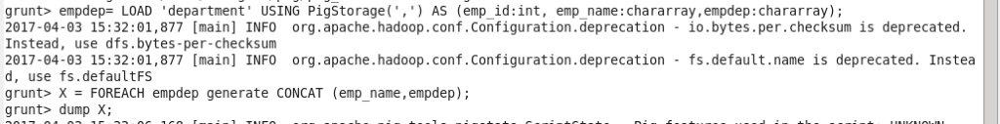 grunt> empdep= LOAD 'department' USING PigStorage(',') AS (emp_id:int, emp_name:chararray,empdep:chararray);
2017-04-03 15:32:01,877 [main] INFO  org.apache.hadoop.conf.Configuration.deprecation - io.bytes.per.checksum is deprecated.
Instead, use dfs.bytes-per-checksum
2017-04-03 15:32:01,877 [main] INFO  org.apache.hadoop.conf.Configuration.deprecation - fs.default.name is deprecated. Instea
d, use fs.defaultFS
grunt> X = FOREACH empdep generate CONCAT (emp_name,empdep);
grunt> dump X;